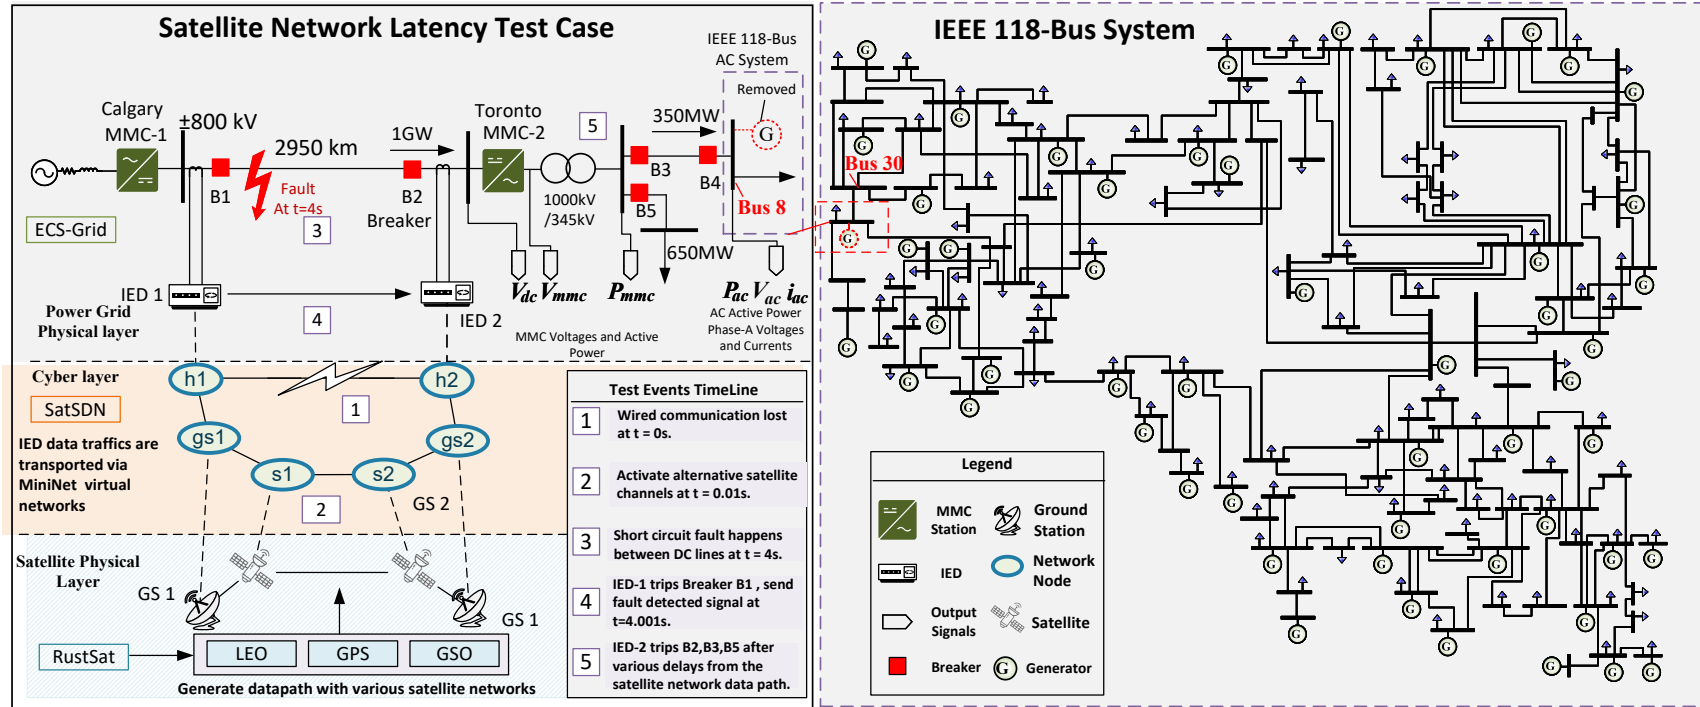 Satellite Network Latency Test Case
IEEE 118-Bus
AC System
Removed
G
Calgary
MMC-1
±800 kV
2950 km
1GW
Toronto
MMC-2
5
350MW
B1
Fault
At t=4s
3
B2
Breaker
1000kV
/345kV
B3
B4
B5
Bus 8
650MW
ECS-Grid
IED 1
4
IED 2
Vdc Vmmc
Pmmc
Pac Vac iac
Power Grid
Physical layer
MMC Voltages and Active
Power
AC Active Power
Phase-A Voltages
and Currents
Cyber layer
h1
h2
SatSDN
1
IED data traffics are
transported via
MiniNet virtual
networks
gs1
gs2
s1
s2
2
GS 2
Satellite Physical
Layer
GS 1
GS 1
RustSat
LEO
GPS
GSO
Generate datapath with various satellite networks
Test Events TimeLine
1
Wired communication lost
at t = 0s.
2
Activate alternative satellite
channels at t = 0.01s.
3
Short circuit fault happens
between DC lines at t = 4s.
4
IED-1 trips Breaker B1 , send
fault detected signal at
t=4.001s.
5
IED-2 trips B2,B3,B5 after
various delays from the
satellite network data path.
IEEE 118-Bus System
Bus 30
G
Legend
MMC
Station
Ground
Station
IED
Network
Node
Output
Signals
Satellite
Breaker
G
Generator